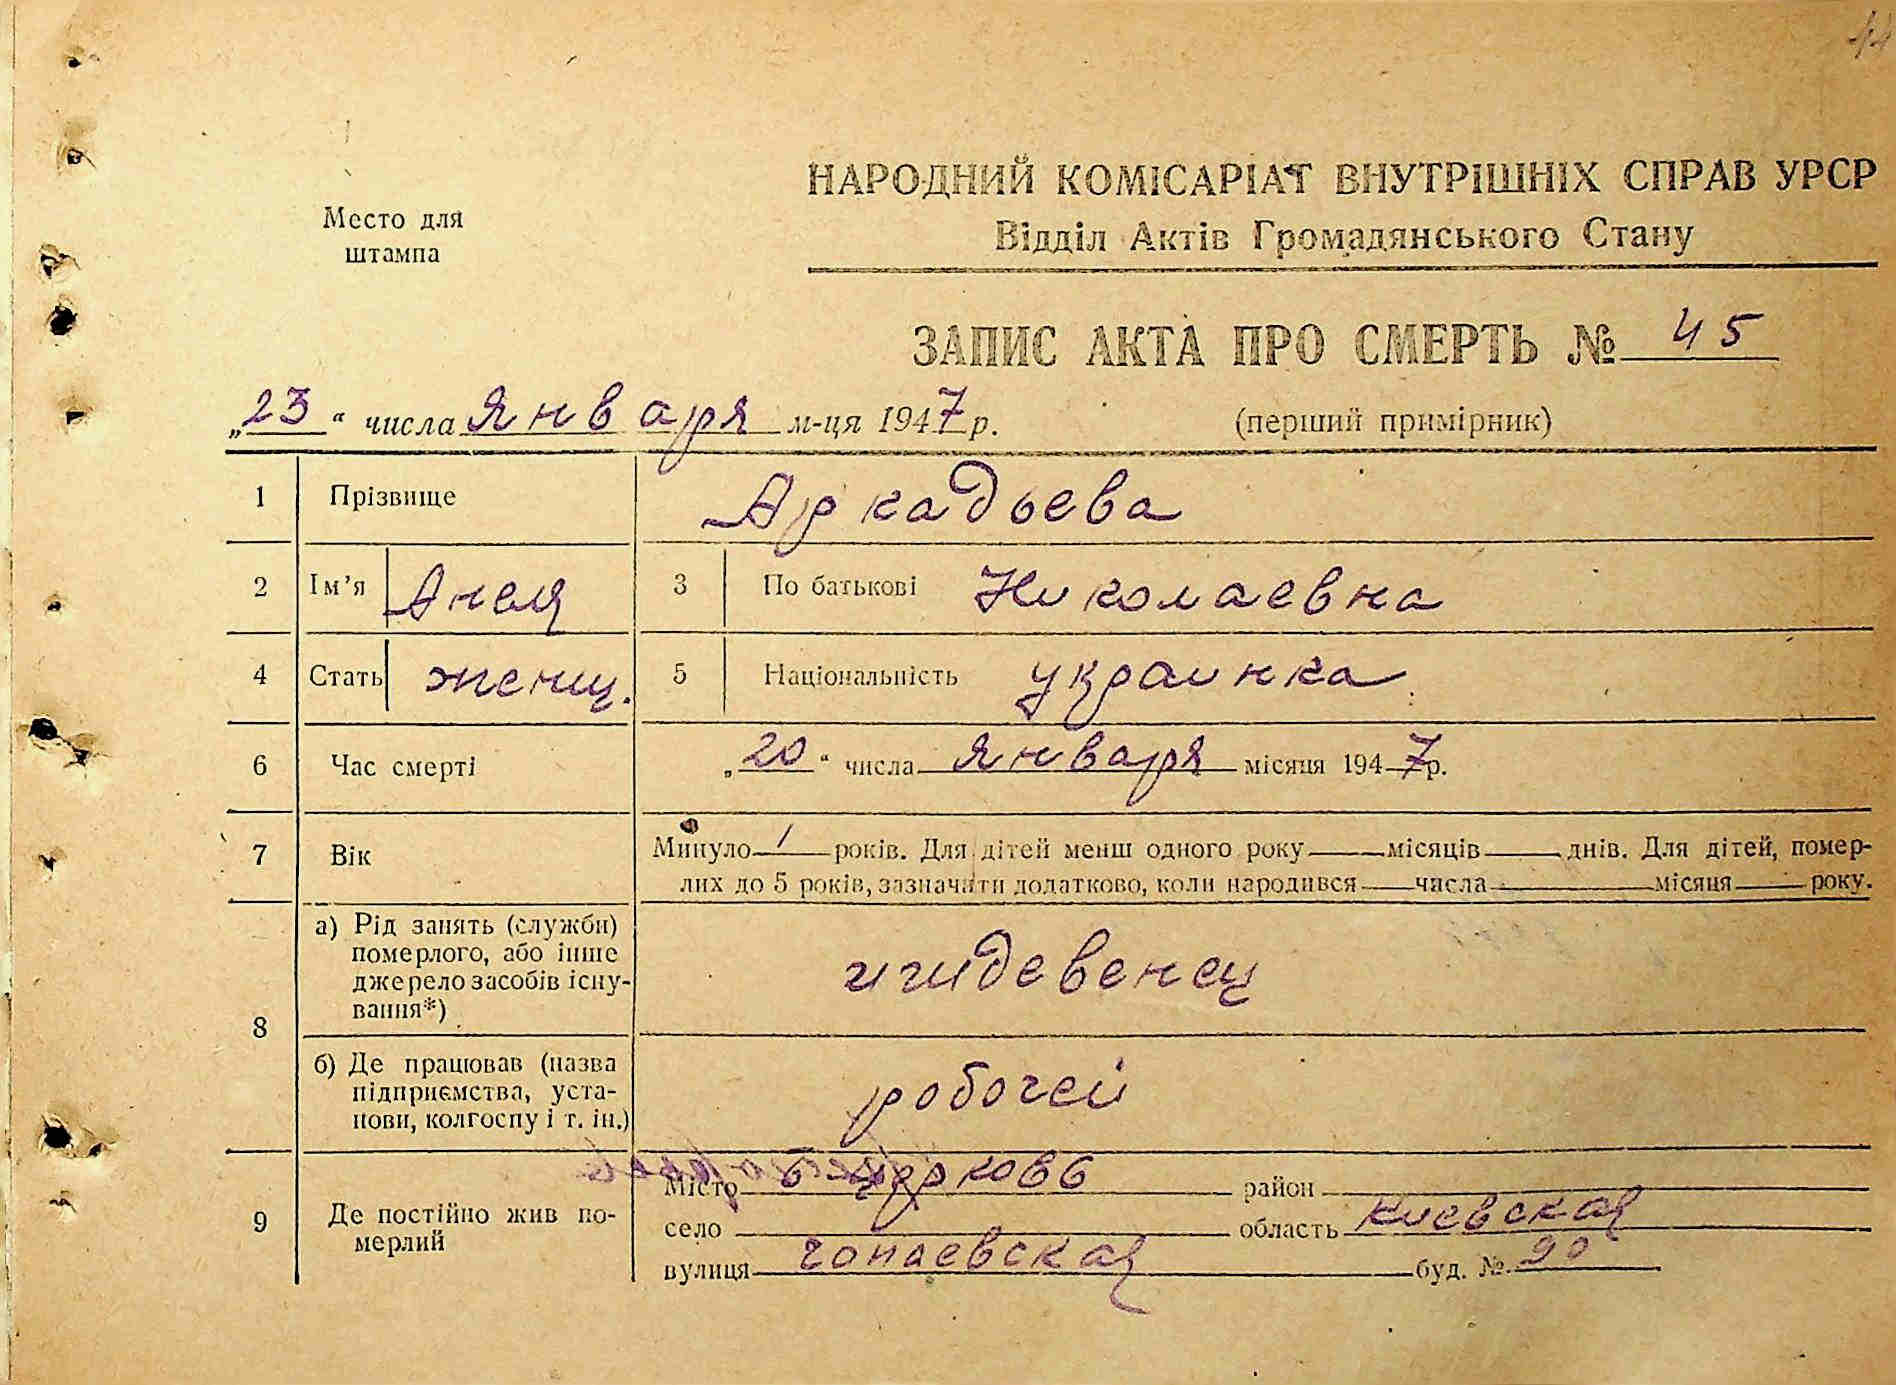 44
НАРОДНИЙ КОМІСАРІАТ ВНУТРІШНІХ СПРАВ УРСР
Место для
штампа
Відділ Актів Громадянського Стану
ЗАПИС АКТА ПРО СМЕРТЬ № 45
„23“ числа января м-ця 1947 р. (перший примірник)
1 Прізвище Аркадьева
2 Ім’я Анеля 3 По батькові Николаевна
4 Стать женщ. 5 Національність украинка
6 Час смерті „20“ числа января місяця 1947 р.
7 Вік Минуло 1 років. Для дітей менш одного року місяців днів. Для дітей, помер-
лих до 5 років, зазначити додатково, коли народився числа місяця року.
8 а) Рід занять (служби) померлого, або інше джерело засобів існу-вання*) иждевенец
б) Де працював (назва підприємства, уста-нови, колгоспу і т. ін.) робочей
9 Де постійно жив по-мерлий
Місто Б Церковь район
село область Киевская
вулиця Чопаевская буд. № 90